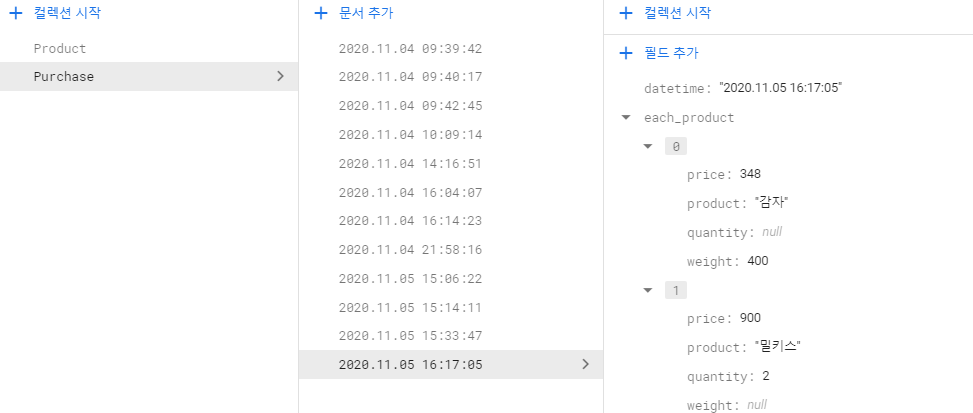 컬렉션 시작
Product
Purchase
문서 추가
2020.11.04 09:39:42
2020.11.04 09:40:17
2020.11.04 09:42:45
2020.11.04 10:09:14
2020.11.04 14:16:51
2020.11.04 16:04:07
2020.11.04 16:14:23
2020.11.04 21:58:16
2020.11.05 15:06:22
2020.11.05 15:14:11
2020.11.05 15:33:47
2020.11.05 16:17:05
컬렉션 시작
필드 추가
datetime: "2020.11.05 16:17:05"
each_product
0
price: 348
product: "감자"
quantity: null
weight: 400
1
price: 900
product: "밀키스"
quantity: 2
weight: null